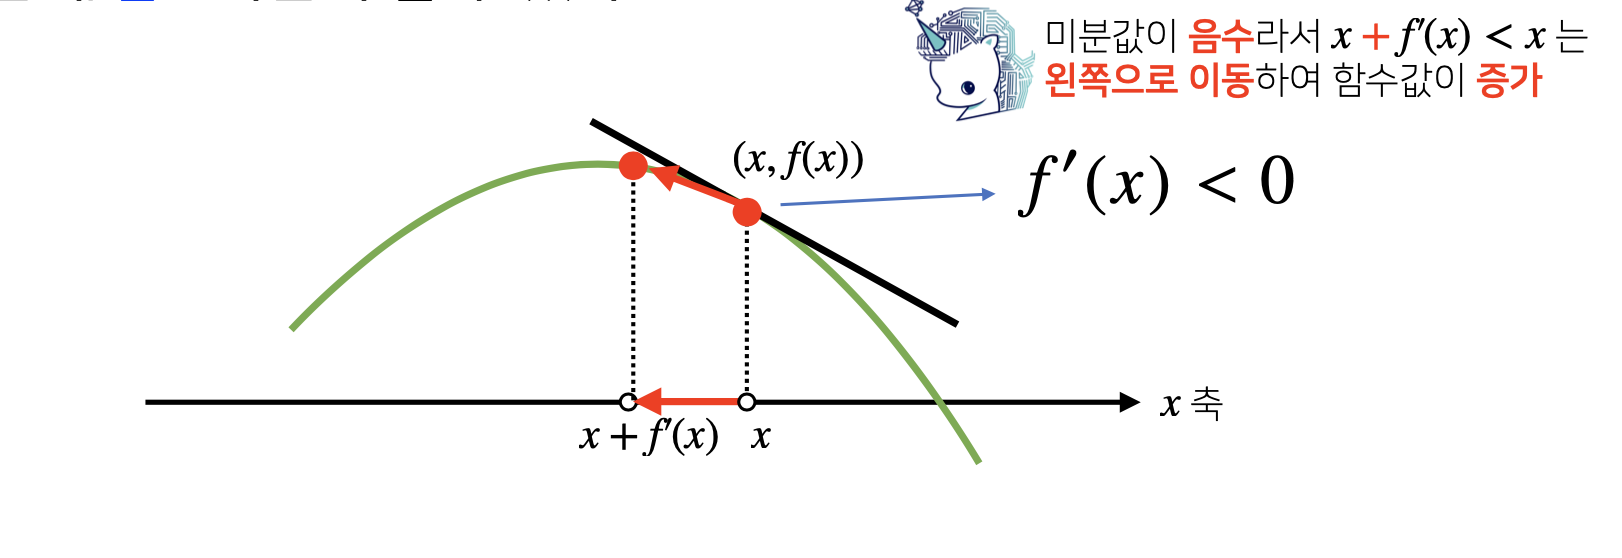 미분값이 음수라서 x + f′(x) < x 는
왼쪽으로 이동하여 함수값이 증가
(x, f(x))
f′(x) < 0
x 축
x + f′(x)
x